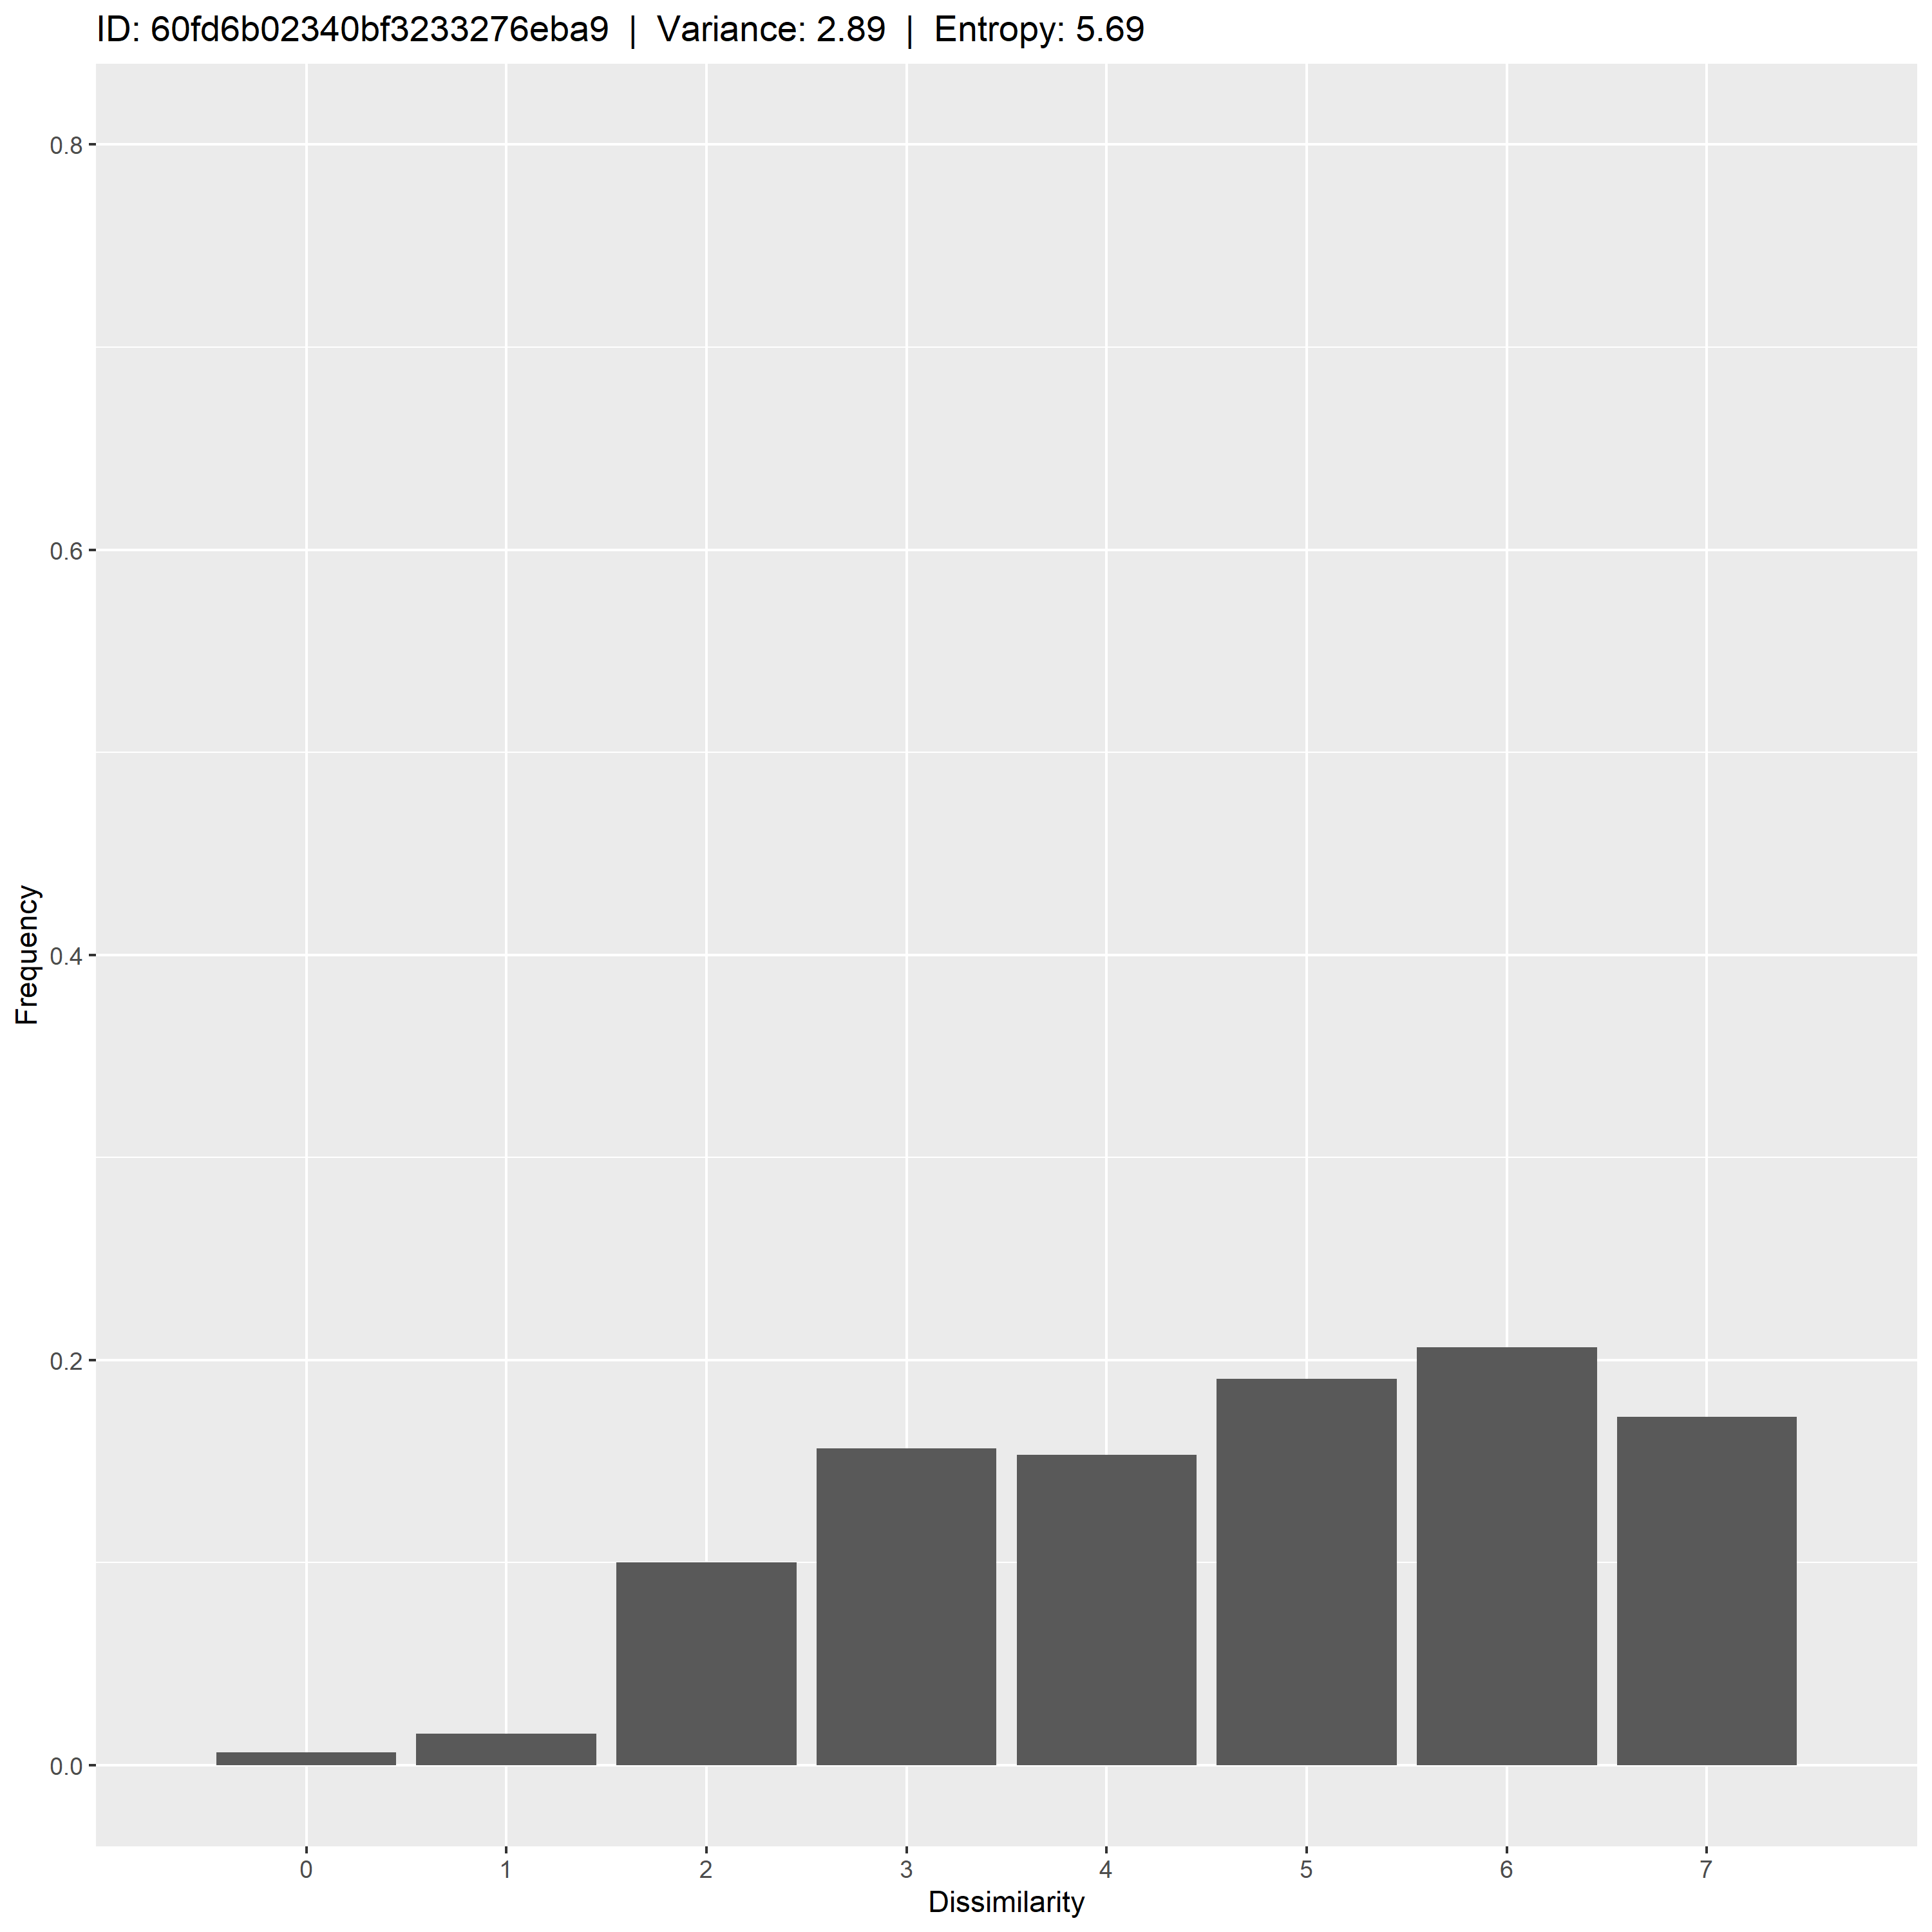 ID: 60fd6b02340bf3233276eba9 | Variance: 2.89 | Entropy: 5.69
0.8
0.6
0.4
0.2
0.0
Frequency
0 1 2 3 4 5 6 7
Dissimilarity